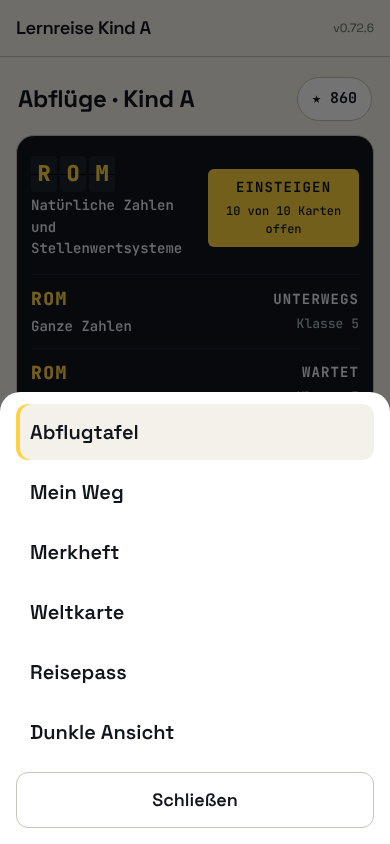 Lernreise Kind A
v0.72.6
Abflüge · Kind A
★ 860
ROM
Natürliche Zahlen
und
Stellenwertsysteme
EINSTEIGEN
10 von 10 Karten
offen
ROM
UNTERWEGS
Ganze Zahlen
Klasse 5
ROM
WARTET
Abflugtafel
Mein Weg
Merkheft
Weltkarte
Reisepass
Dunkle Ansicht
Schließen